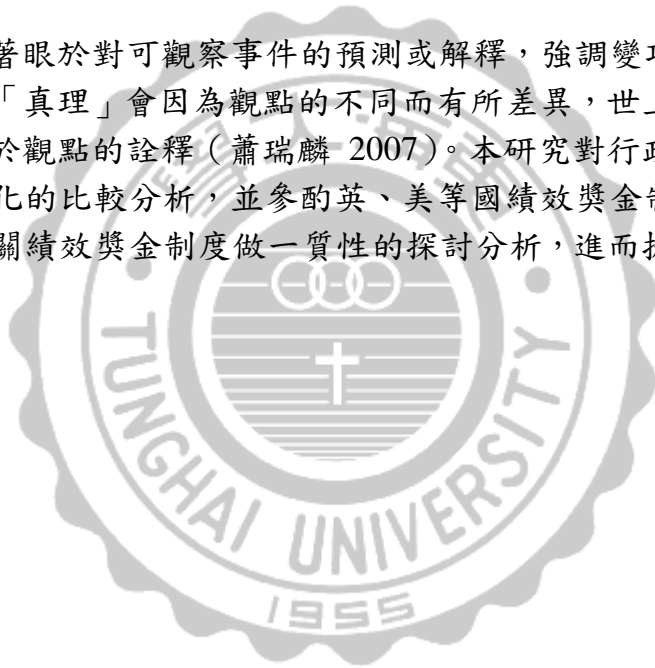 著眼於對可觀察事件的預測或解釋，強調變
「真理」會因為觀點的不同而有所差異，世上
於觀點的詮釋（蕭瑞麟 2007）。本研究對行政
化的比較分析，並參酌英、美等國績效獎金制
關績效獎金制度做一質性的探討分析，進而
TUNGHAI UNIVERSITY
1955